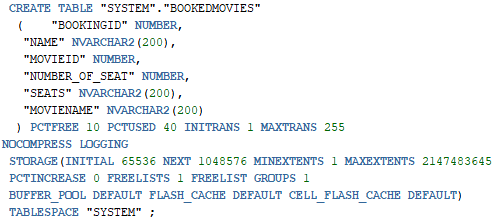 CREATE TABLE "SYSTEM"."BOOKEDMOVIES"
( "BOOKINGID" NUMBER,
"NAME" NVARCHAR2(200),
"MOVIEID" NUMBER,
"NUMBER_OF_SEAT" NUMBER,
"SEATS" NVARCHAR2(200),
"MOVIENAME" NVARCHAR2(200)
) PCTFREE 10 PCTUSED 40 INITRANS 1 MAXTRANS 255
NOCOMPRESS LOGGING
STORAGE(INITIAL 65536 NEXT 1048576 MINEXTENTS 1 MAXEXTENTS 2147483645
PCTINCREASE 0 FREELISTS 1 FREELIST GROUPS 1
BUFFER_POOL DEFAULT FLASH_CACHE DEFAULT CELL_FLASH_CACHE DEFAULT)
TABLESPACE "SYSTEM" ;